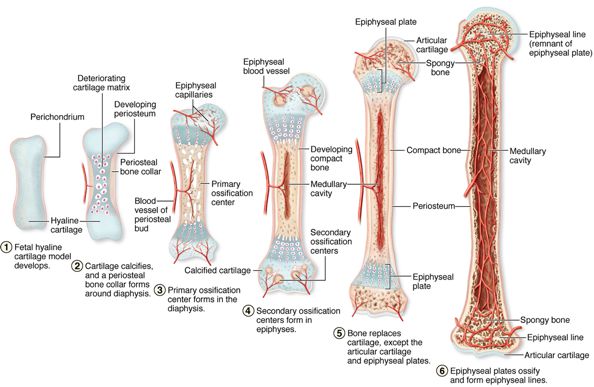 Epiphyseal plate
Articular
cartilage
Spongy
bone
Epiphyseal line
(remnant of
epiphyseal plate)
Epiphyseal
blood vessel
Deteriorating
cartilage matrix
Epiphyseal
capillaries
Developing
periosteum
Perichondrium
Periosteal
bone collar
Developing
compact
bone
Compact bone
Medullary
cavity
Primary
ossification
center
Medullary
cavity
Blood
vessel of
periosteal
bud
Periosteum
Hyaline
cartilage
Secondary
ossification
centers
Calcified cartilage
Epiphyseal
plate
1 Fetal hyaline
cartilage model
develops.
2 Cartilage calcifies,
and a periosteal
bone collar forms
around diaphysis.
3 Primary ossification
center forms in the
diaphysis.
4 Secondary ossification
centers form in
epiphyses.
5 Bone replaces
cartilage, except the
articular cartilage
and epiphyseal plates.
Spongy bone
Epiphyseal line
Articular cartilage
6 Epiphyseal plates ossify
and form epiphyseal lines.